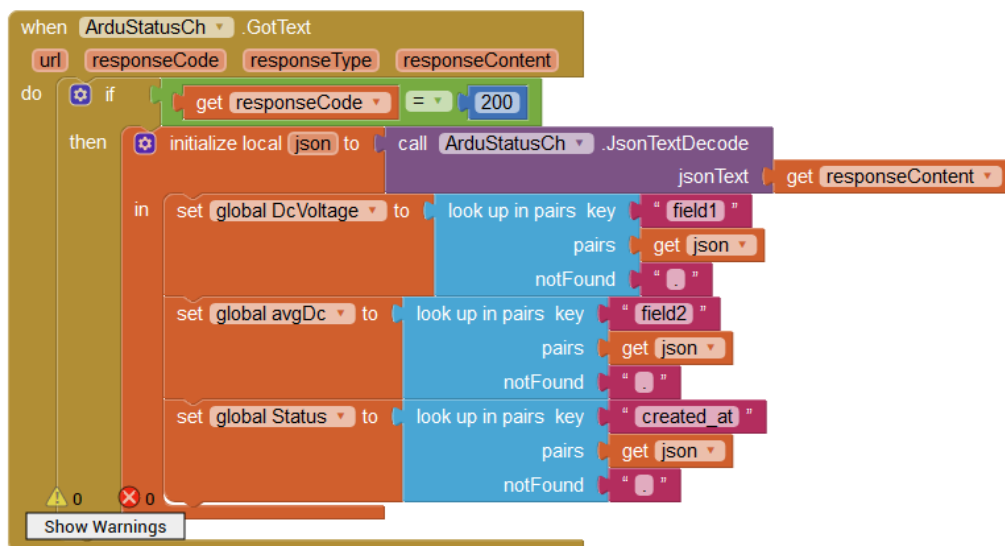 when ArduStatusCh .GotText
url responseCode responseType responseContent
do if get responseCode = 200
then initialize local json to call ArduStatusCh .JsonTextDecode
jsonText get responseContent
in set global DcVoltage to look up in pairs key " field1 "
pairs get json
notFound " . "
set global avgDc to look up in pairs key " field2 "
pairs get json
notFound " . "
set global Status to look up in pairs key " created_at "
pairs get json
notFound " . "
0 0
Show Warnings